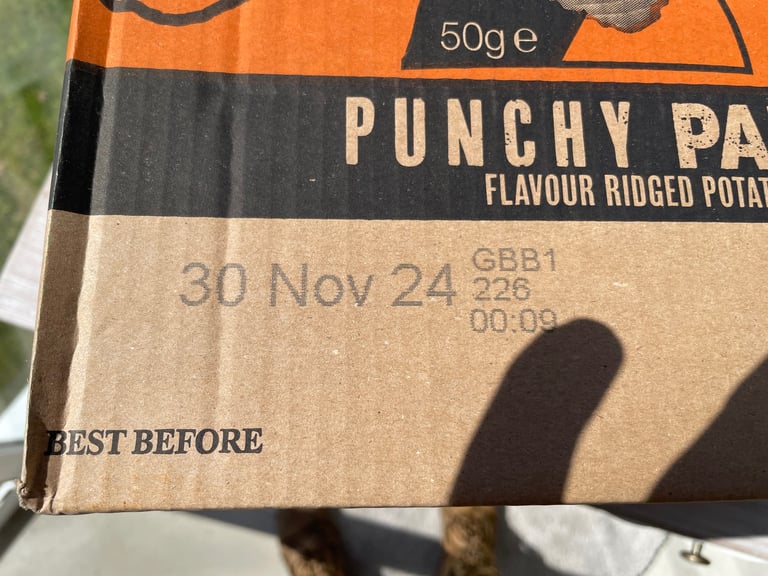 50g e
PUNCHY PA
FLAVOUR RIDGED POTAT
30 Nov 24
GBB1
226
00:09
BEST BEFORE